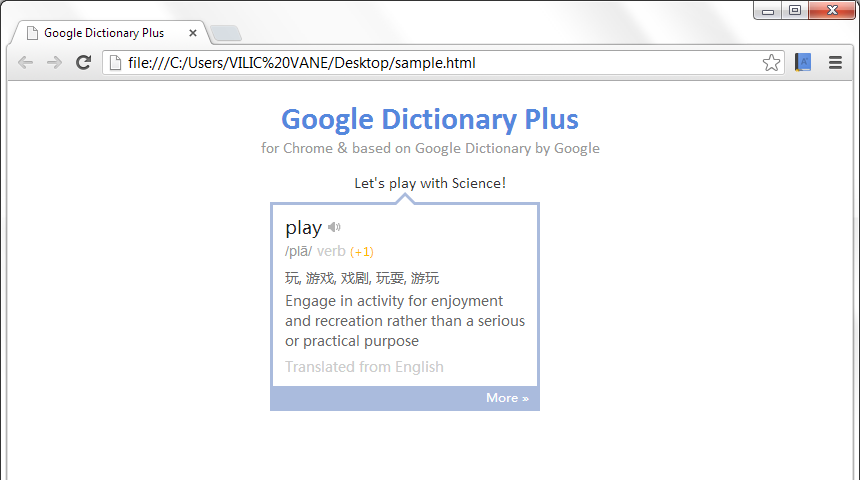 Google Dictionary Plus
file:///C:/Users/VILIC%20VANE/Desktop/sample.html
Google Dictionary Plus
for Chrome & based on Google Dictionary by Google
Let's play with Science!
play
/plā/ verb (+1)
玩, 游戏, 戏剧, 玩耍, 游玩
Engage in activity for enjoyment
and recreation rather than a serious
or practical purpose
Translated from English
More »